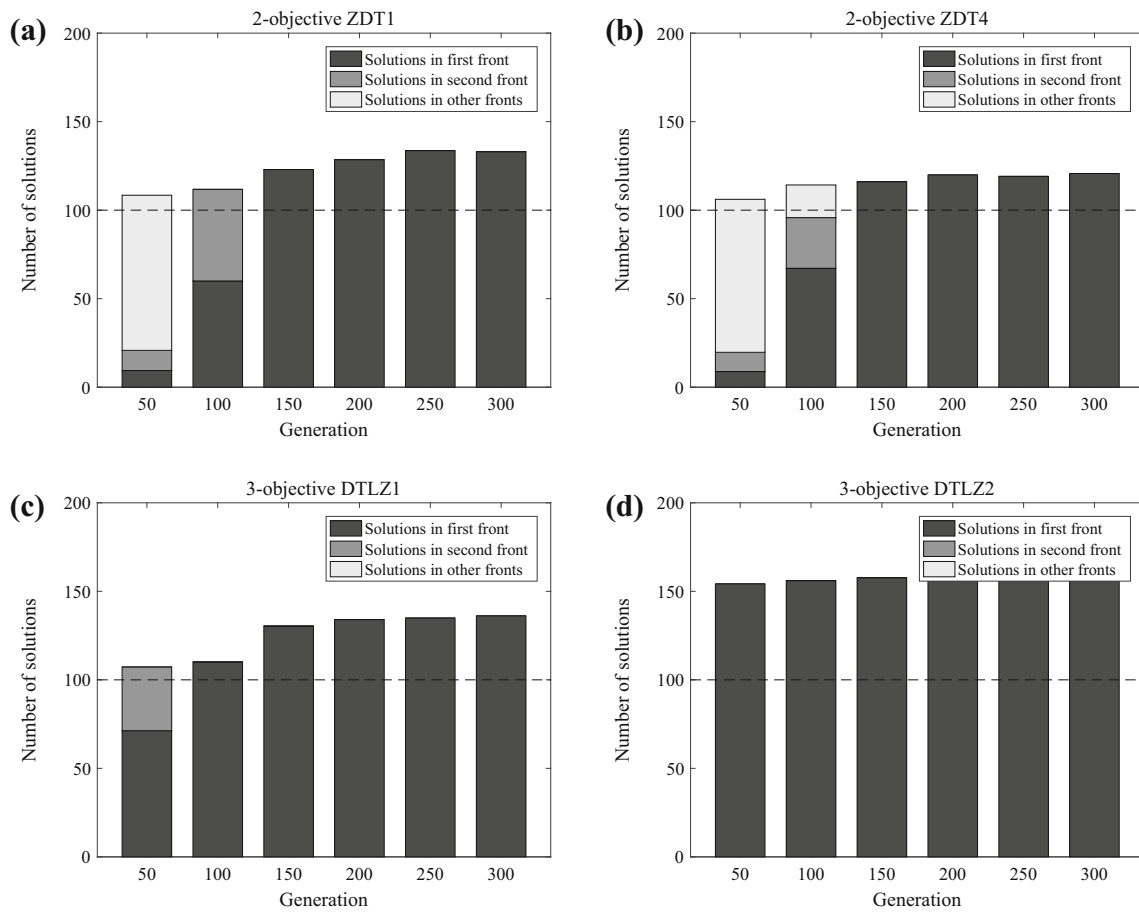 (a)
2-objective ZDT1
Number of solutions
200
150
100
50
0
Solutions in first front
Solutions in second front
Solutions in other fronts
50 100 150 200 250 300
Generation
(b)
2-objective ZDT4
Number of solutions
200
150
100
50
0
Solutions in first front
Solutions in second front
Solutions in other fronts
50 100 150 200 250 300
Generation
(c)
3-objective DTLZ1
Number of solutions
200
150
100
50
0
Solutions in first front
Solutions in second front
Solutions in other fronts
50 100 150 200 250 300
Generation
(d)
3-objective DTLZ2
Number of solutions
200
150
100
50
0
Solutions in first front
Solutions in second front
Solutions in other fronts
50 100 150 200 250 300
Generation